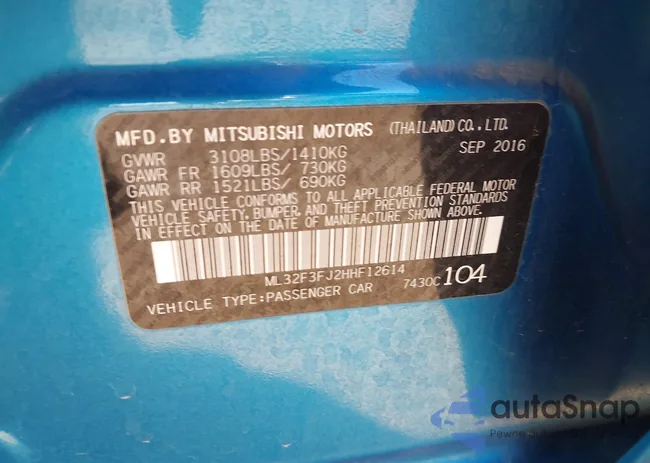 MFD.BY MITSUBISHI MOTORS (THAILAND) CO., LTD.
SEP 2016
GVWR 3108LBS/1410KG
GAWR FR 1609LBS/ 730KG
GAWR RR 1521LBS/ 690KG
THIS VEHICLE CONFORMS TO ALL APPLICABLE FEDERAL MOTOR
VEHICLE SAFETY, BUMPER, AND THEFT PREVENTION STANDARDS
IN EFFECT ON THE DATE OF MANUFACTURE SHOWN ABOVE.
ML32F3FJ2HHF12614
VEHICLE TYPE:PASSENGER CAR 7430C 104
autaSnap